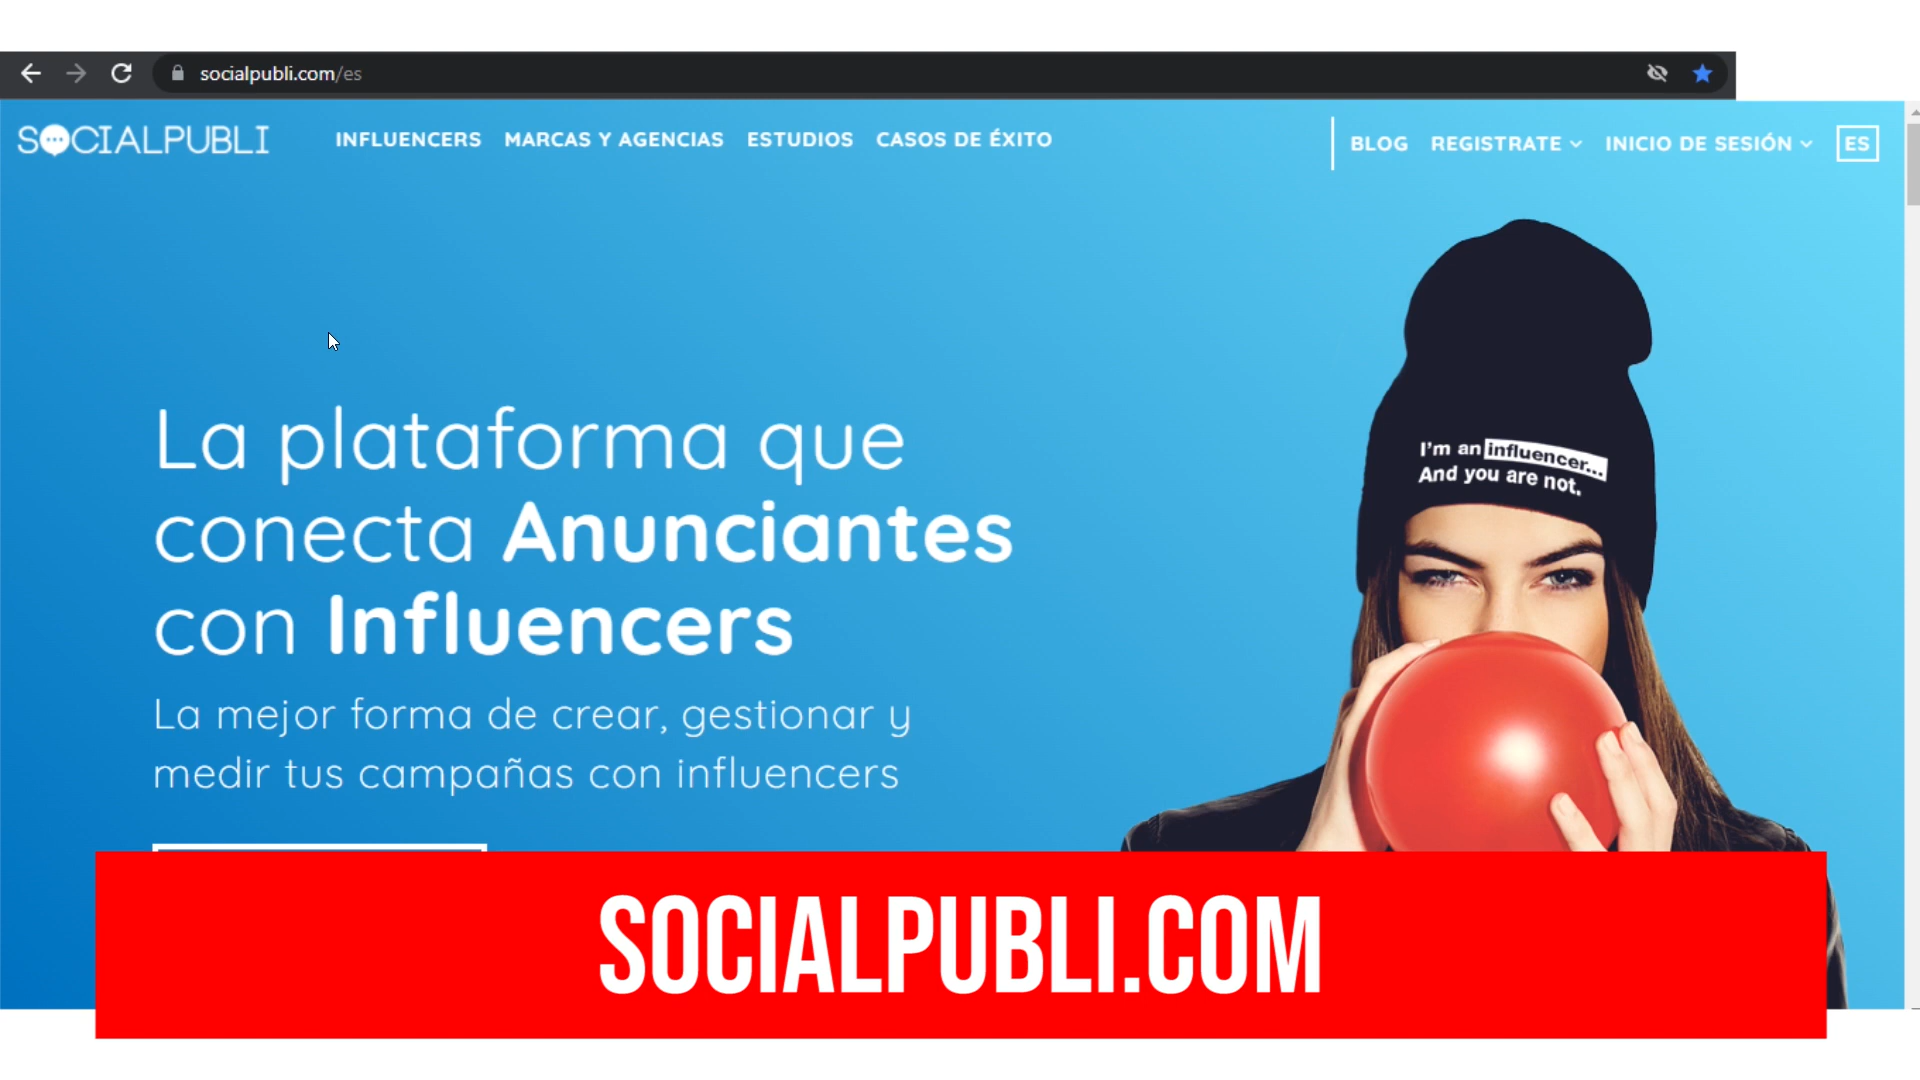 socialpubli.com/es
SOCIALPUBLI
INFLUENCERS MARCAS Y AGENCIAS ESTUDIOS CASOS DE ÉXITO
BLOG REGISTRATE INICIO DE SESIÓN ES
I'm an influencer...
And you are not.
La plataforma que
conecta Anunciantes
con Influencers
La mejor forma de crear, gestionar y
medir tus campañas con influencers
SOCIALPUBLI.COM